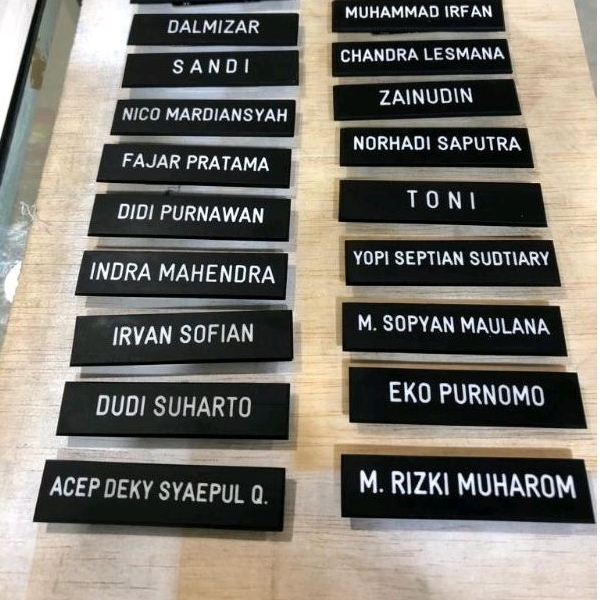 DALMIZAR
SANDI
NICO MARDIANSYAH
FAJAR PRATAMA
DIDI PURNAWAN
INDRA MAHENDRA
IRVAN SOFIAN
DUDI SUHARTO
ACEP DEKY SYAEPUL Q.
MUHAMMAD IRFAN
CHANDRA LESMANA
ZAINUDIN
NORHADI SAPUTRA
TONI
YOPI SEPTIAN SUDTIARY
M. SOPYAN MAULANA
EKO PURNOMO
M. RIZKI MUHAROM